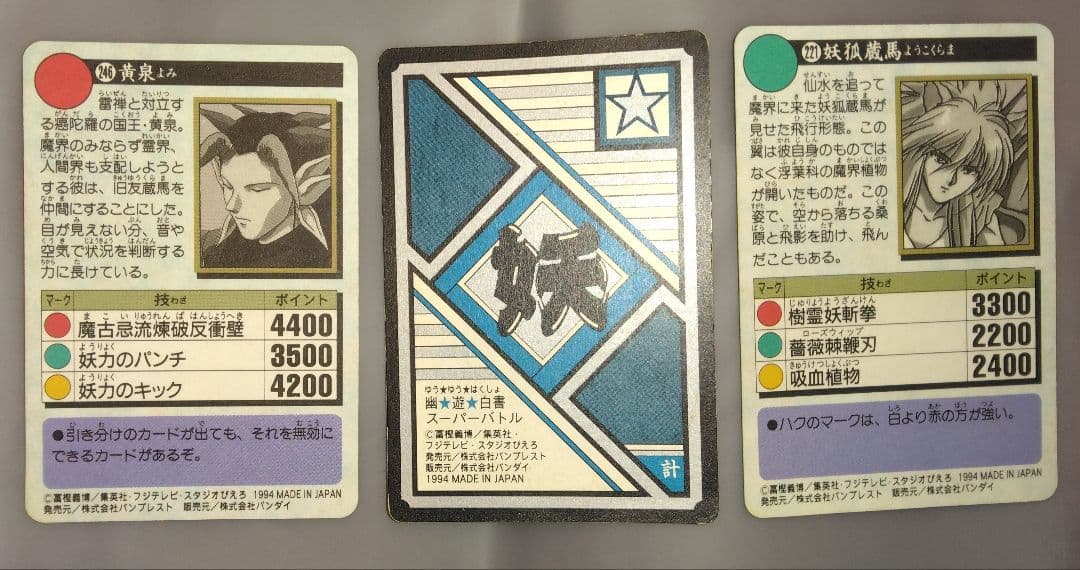 246 黄泉 よみ
雷禅と対立す
る癌陀羅の国王・黄泉。
魔界のみならず霊界、
人間界も支配しようと
する彼は、旧友蔵馬を
仲間にすることにした。
目が見えない分、音や
空気で状況を判断する
力に長けている。
マーク 技わざ ポイント
魔古忌流煉破反衝壁 4400
妖力のパンチ 3500
妖力のキック 4200
●引き分けのカードが出ても、それを無効に
できるカードがあるぞ。
©冨樫義博／集英社・フジテレビ・スタジオぴえろ 1994 MADE IN JAPAN
発売元／株式会社バンプレスト 販売元／株式会社バンダイ
妖
ゆう★ゆう★はくしょ
幽★遊★白書
スーパーバトル
©冨樫義博／集英社・
フジテレビ・スタジオぴえろ
発売元／株式会社バンプレスト
販売元／株式会社バンダイ
1994 MADE IN JAPAN
計
221 妖狐蔵馬 ようこくらま
仙水を追って
魔界に来た妖狐蔵馬が
見せた飛行形態。この
翼は彼自身のものでは
なく浮葉科の魔界植物
が開いたものだ。この
姿で、空から落ちる桑
原と飛影を助け、飛ん
だこともある。
マーク 技わざ ポイント
樹霊妖斬拳 3300
薔薇棘鞭刃 2200
吸血植物 2400
●ハクのマークは、白より赤の方が強い。
©冨樫義博／集英社・フジテレビ・スタジオぴえろ 1994 MADE IN JAPAN
発売元／株式会社バンプレスト 販売元／株式会社バンダイ